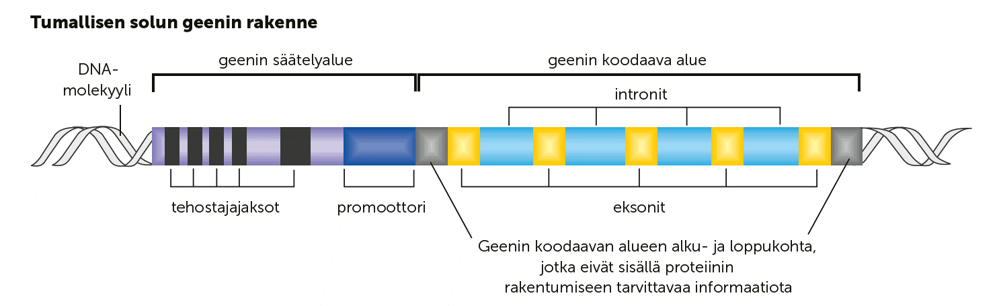 Tumallisen solun geenin rakenne
geenin säätelyalue
geenin koodaava alue
DNA-
molekyyli
intronit
tehostajajaksot
promoottori
eksonit
Geenin koodaavan alueen alku- ja loppukohta,
jotka eivät sisällä proteiinin
rakentumiseen tarvittavaa informaatiota